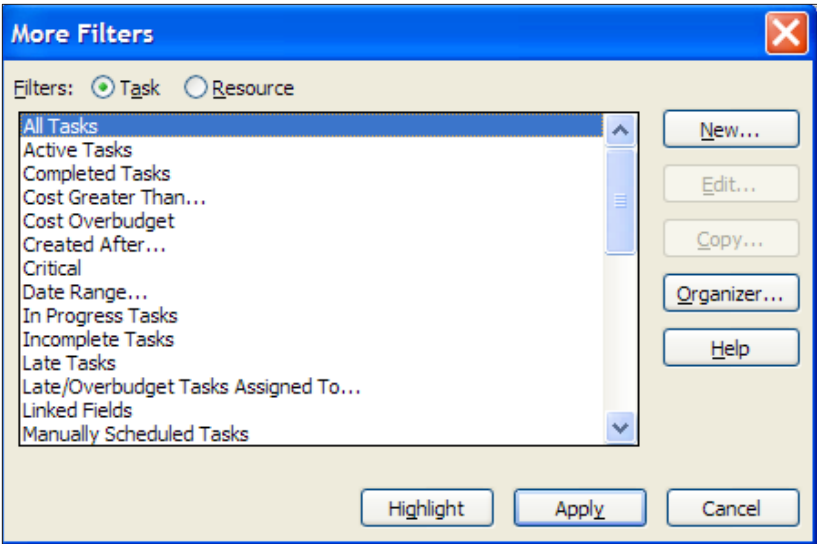 More Filters
Filters: Task Resource
All Tasks
Active Tasks
Completed Tasks
Cost Greater Than...
Cost Overbudget
Created After...
Critical
Date Range...
In Progress Tasks
Incomplete Tasks
Late Tasks
Late/Overbudget Tasks Assigned To...
Linked Fields
Manually Scheduled Tasks
New...
Edit...
Copy...
Organizer...
Help
Highlight Apply Cancel